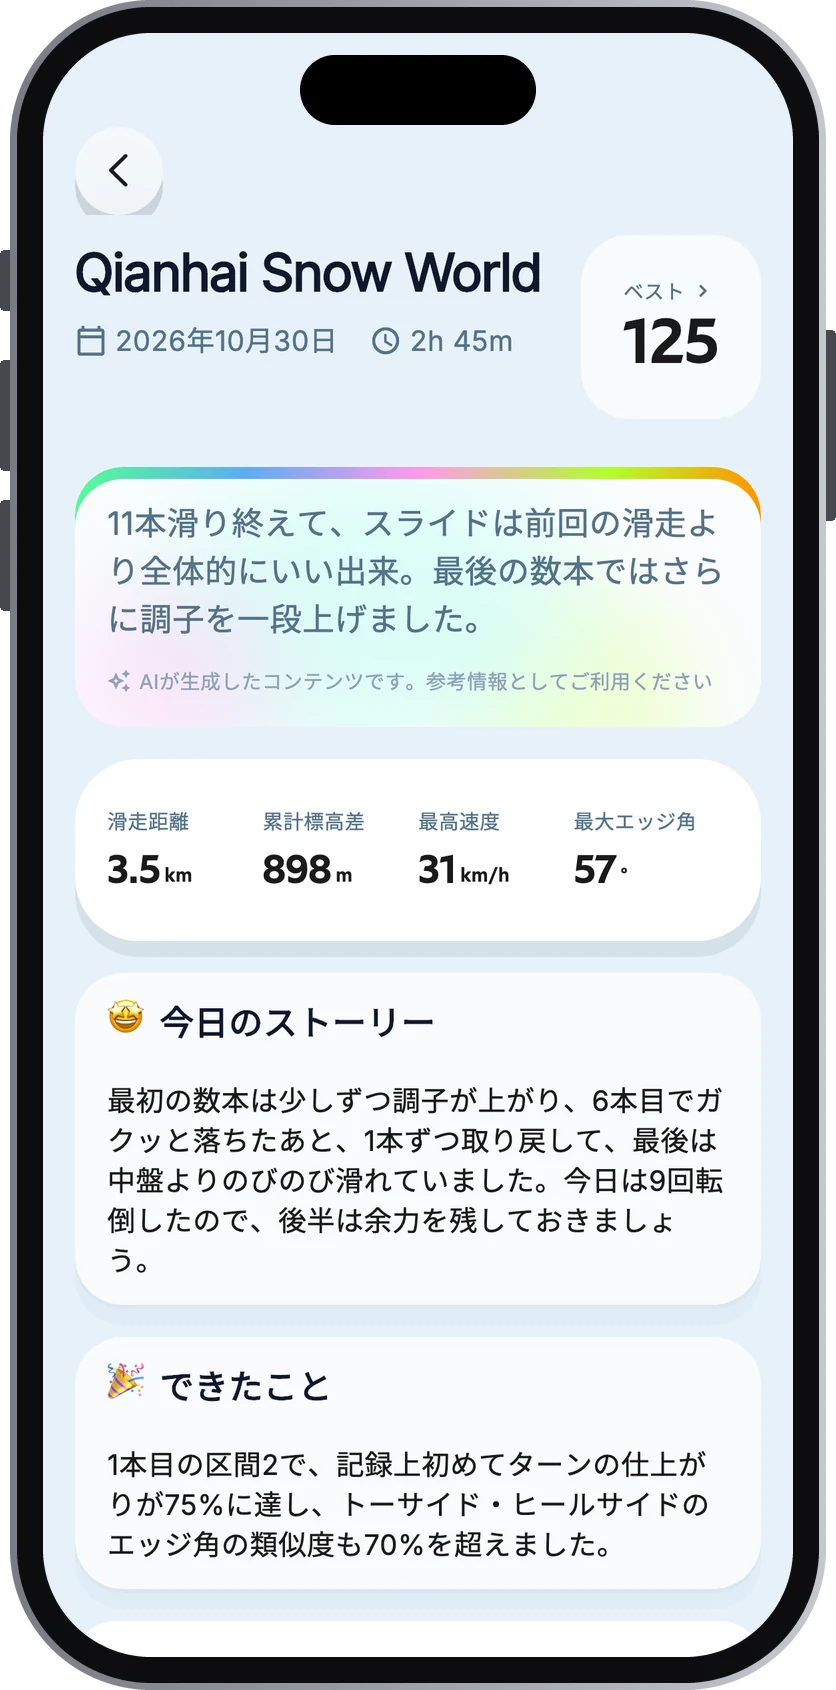 Qianhai Snow World
2026年10月30日 2h 45m
ベスト
125
11本滑り終えて、スライドは前回の滑走よ
り全体的にいい出来。最後の数本ではさら
に調子を一段上げました。
AIが生成したコンテンツです。参考情報としてご利用ください
滑走距離 累計標高差 最高速度 最大エッジ角
3.5 km 898 m 31 km/h 57 °
今日のストーリー
最初の数本は少しずつ調子が上がり、6本目でガ
クッと落ちたあと、1本ずつ取り戻して、最後は
中盤よりのびのび滑れていました。今日は9回転
倒したので、後半は余力を残しておきましょ
う。
できたこと
1本目の区間2で、記録上初めてターンの仕上が
りが75%に達し、トーサイド・ヒールサイドの
エッジ角の類似度も70%を超えました。